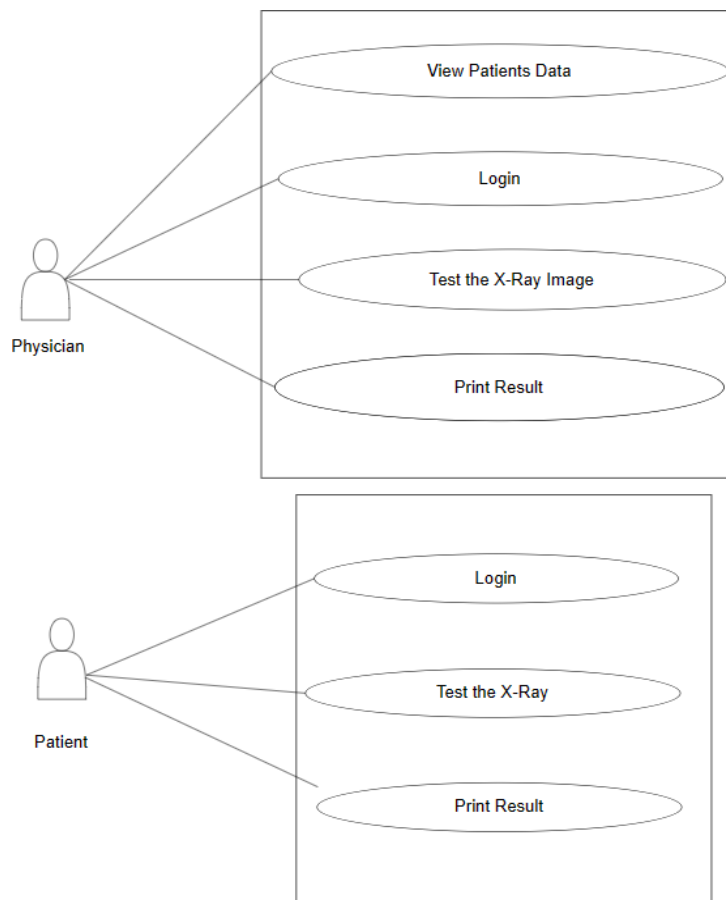 View Patients Data
Login
Test the X-Ray Image
Physician
Print Result
Login
Test the X-Ray
Patient
Print Result